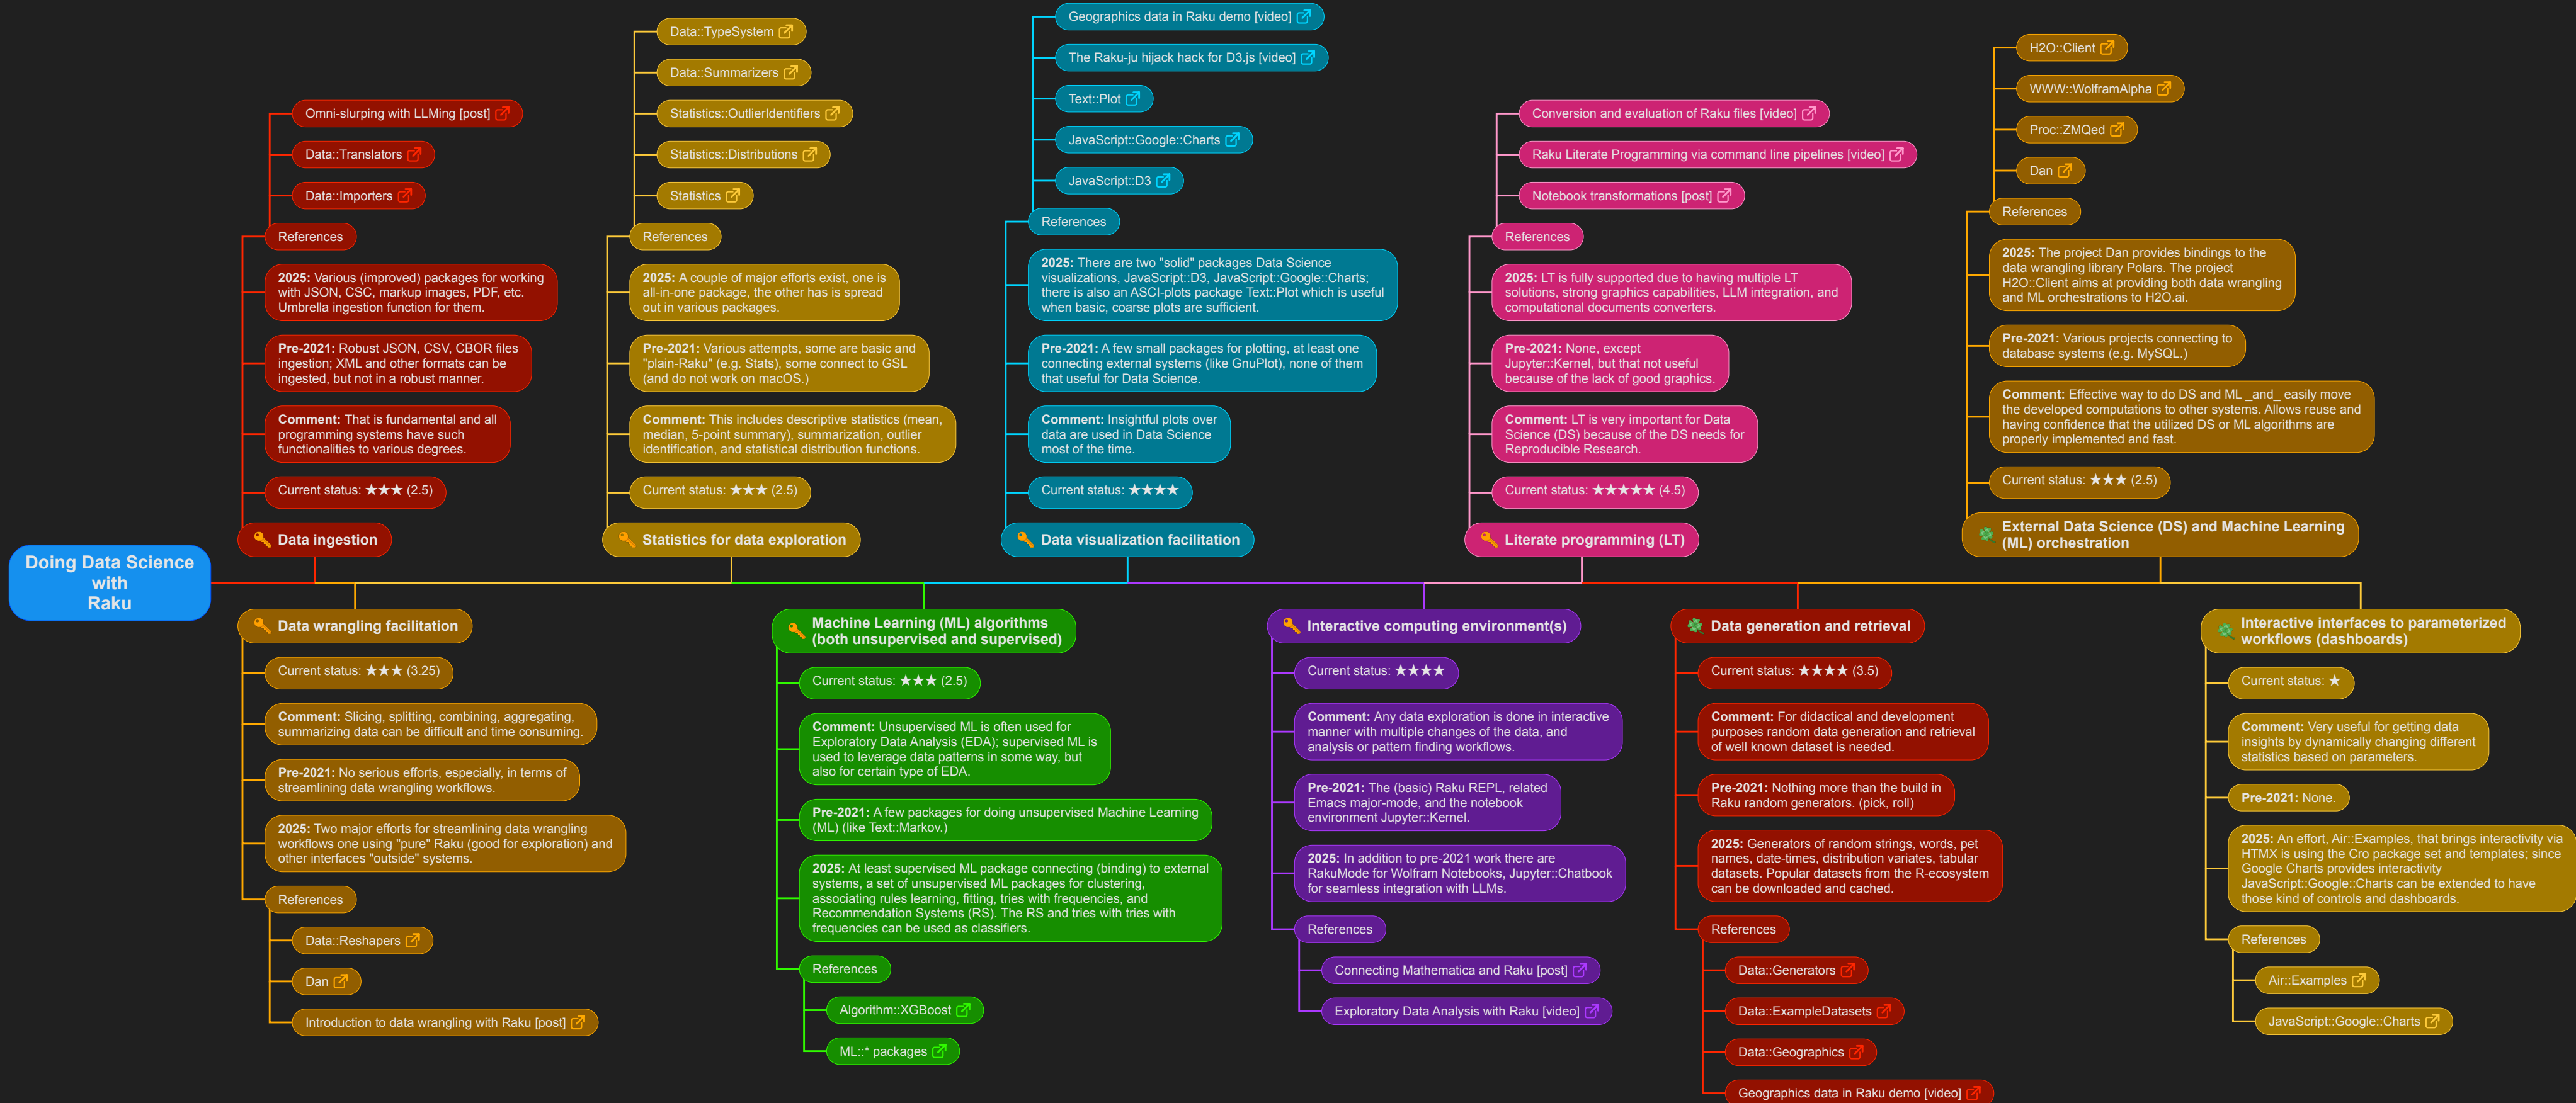 Doing Data Science
with
Raku
Omni-slurping with LLMing [post]
Data::Translators
Data::Importers
References
2025: Various (improved) packages for working
with JSON, CSC, markup images, PDF, etc.
Umbrella ingestion function for them.
Pre-2021: Robust JSON, CSV, CBOR files
ingestion; XML and other formats can be
ingested, but not in a robust manner.
Comment: That is fundamental and all
programming systems have such
functionalities to various degrees.
Current status: ★★★ (2.5)
Data ingestion
Data::TypeSystem
Data::Summarizers
Statistics::OutlierIdentifiers
Statistics::Distributions
Statistics
References
2025: A couple of major efforts exist, one is
all-in-one package, the other has is spread
out in various packages.
Pre-2021: Various attempts, some are basic and
"plain-Raku" (e.g. Stats), some connect to GSL
(and do not work on macOS.)
Comment: This includes descriptive statistics (mean,
median, 5-point summary), summarization, outlier
identification, and statistical distribution functions.
Current status: ★★★ (2.5)
Statistics for data exploration
Geographics data in Raku demo [video]
The Raku-ju hijack hack for D3.js [video]
Text::Plot
JavaScript::Google::Charts
JavaScript::D3
References
2025: There are two "solid" packages Data Science
visualizations, JavaScript::D3, JavaScript::Google::Charts;
there is also an ASCI-plots package Text::Plot which is useful
when basic, coarse plots are sufficient.
Pre-2021: A few small packages for plotting, at least one
connecting external systems (like GnuPlot), none of them
that useful for Data Science.
Comment: Insightful plots over
data are used in Data Science
most of the time.
Current status: ★★★★
Data visualization facilitation
Conversion and evaluation of Raku files [video]
Raku Literate Programming via command line pipelines [video]
Notebook transformations [post]
References
2025: LT is fully supported due to having multiple LT
solutions, strong graphics capabilities, LLM integration, and
computational documents converters.
Pre-2021: None, except
Jupyter::Kernel, but that not useful
because of the lack of good graphics.
Comment: LT is very important for Data
Science (DS) because of the DS needs for
Reproducible Research.
Current status: ★★★★★ (4.5)
Literate programming (LT)
H2O::Client
WWW::WolframAlpha
Proc::ZMQed
Dan
References
2025: The project Dan provides bindings to the
data wrangling library Polars. The project
H2O::Client aims at providing both data wrangling
and ML orchestrations to H2O.ai.
Pre-2021: Various projects connecting to
database systems (e.g. MySQL.)
Comment: Effective way to do DS and ML _and_ easily move
the developed computations to other systems. Allows reuse and
having confidence that the utilized DS or ML algorithms are
properly implemented and fast.
Current status: ★★★ (2.5)
External Data Science (DS) and Machine Learning
(ML) orchestration
Data wrangling facilitation
Current status: ★★★ (3.25)
Comment: Slicing, splitting, combining, aggregating,
summarizing data can be difficult and time consuming.
Pre-2021: No serious efforts, especially, in terms of
streamlining data wrangling workflows.
2025: Two major efforts for streamlining data wrangling
workflows one using "pure" Raku (good for exploration) and
other interfaces "outside" systems.
References
Data::Reshapers
Dan
Introduction to data wrangling with Raku [post]
Machine Learning (ML) algorithms
(both unsupervised and supervised)
Current status: ★★★ (2.5)
Comment: Unsupervised ML is often used for
Exploratory Data Analysis (EDA); supervised ML is
used to leverage data patterns in some way, but
also for certain type of EDA.
Pre-2021: A few packages for doing unsupervised Machine Learning
(ML) (like Text::Markov.)
2025: At least supervised ML package connecting (binding) to external
systems, a set of unsupervised ML packages for clustering,
associating rules learning, fitting, tries with frequencies, and
Recommendation Systems (RS). The RS and tries with tries with
frequencies can be used as classifiers.
References
Algorithm::XGBoost
ML::* packages
Interactive computing environment(s)
Current status: ★★★★
Comment: Any data exploration is done in interactive
manner with multiple changes of the data, and
analysis or pattern finding workflows.
Pre-2021: The (basic) Raku REPL, related
Emacs major-mode, and the notebook
environment Jupyter::Kernel.
2025: In addition to pre-2021 work there are
RakuMode for Wolfram Notebooks, Jupyter::Chatbook
for seamless integration with LLMs.
References
Connecting Mathematica and Raku [post]
Exploratory Data Analysis with Raku [video]
Data generation and retrieval
Current status: ★★★★ (3.5)
Comment: For didactical and development
purposes random data generation and retrieval
of well known dataset is needed.
Pre-2021: Nothing more than the build in
Raku random generators. (pick, roll)
2025: Generators of random strings, words, pet
names, date-times, distribution variates, tabular
datasets. Popular datasets from the R-ecosystem
can be downloaded and cached.
References
Data::Generators
Data::ExampleDatasets
Data::Geographics
Geographics data in Raku demo [video]
Interactive interfaces to parameterized
workflows (dashboards)
Current status: ★
Comment: Very useful for getting data
insights by dynamically changing different
statistics based on parameters.
Pre-2021: None.
2025: An effort, Air::Examples, that brings interactivity via
HTMX is using the Cro package set and templates; since
Google Charts provides interactivity
JavaScript::Google::Charts can be extended to have
those kind of controls and dashboards.
References
Air::Examples
JavaScript::Google::Charts